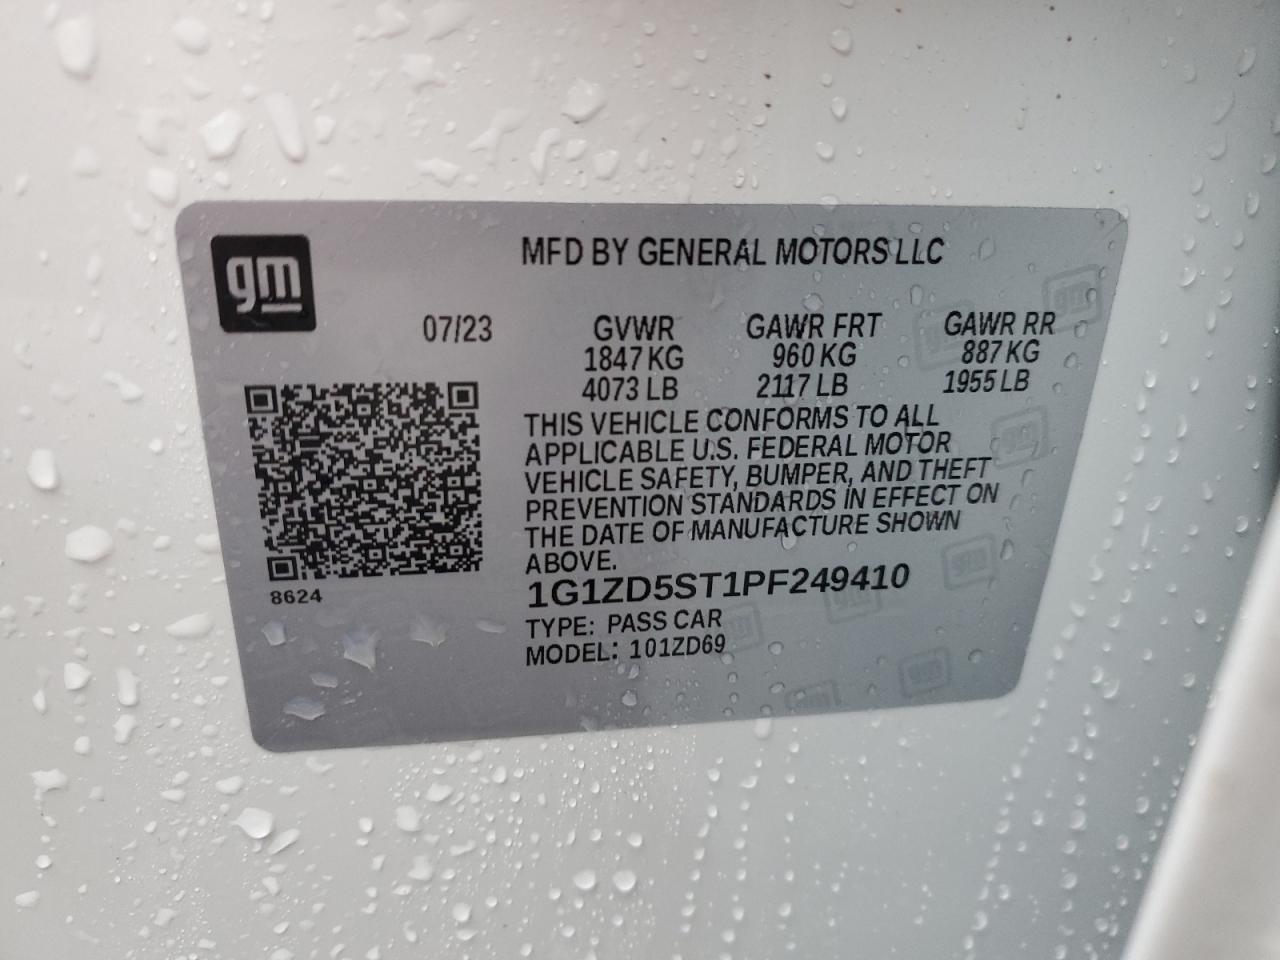 gm
MFD BY GENERAL MOTORS LLC
07/23 GVWR GAWR FRT GAWR RR
1847 KG 960 KG 887 KG
4073 LB 2117 LB 1955 LB
THIS VEHICLE CONFORMS TO ALL
APPLICABLE U.S. FEDERAL MOTOR
VEHICLE SAFETY, BUMPER, AND THEFT
PREVENTION STANDARDS IN EFFECT ON
THE DATE OF MANUFACTURE SHOWN
ABOVE.
8624
1G1ZD5ST1PF249410
TYPE: PASS CAR
MODEL: 101ZD69